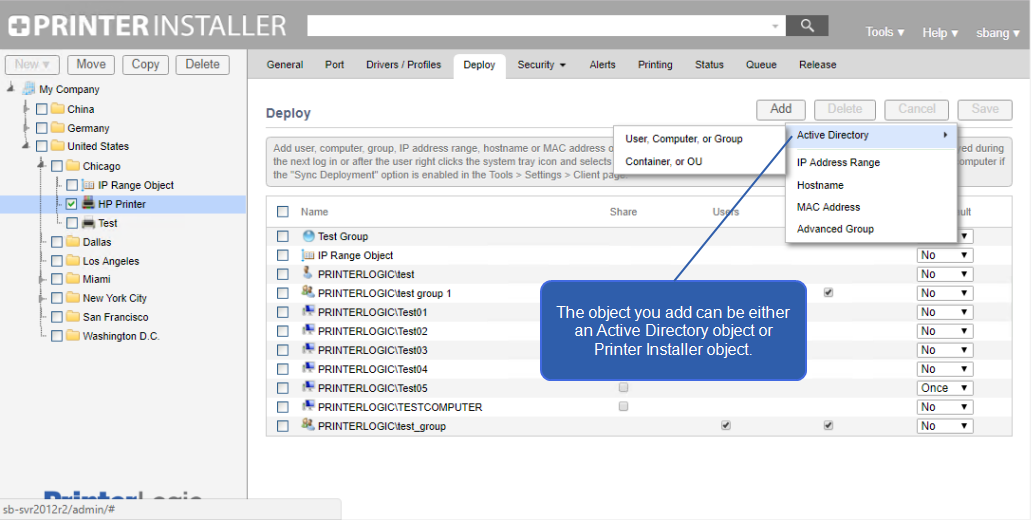 PRINTERINSTALLER
Tools ▼ Help ▼ sbang ▼
New ▼ Move Copy Delete
General Port Drivers / Profiles Deploy Security ▼ Alerts Printing Status Queue Release
My Company
China
Germany
United States
Chicago
IP Range Object
HP Printer
Test
Dallas
Los Angeles
Miami
New York City
San Francisco
Washington D.C.
PrinterLogic
sb-svr2012r2/admin/#
Deploy
Add Delete Cancel Save
Add user, computer, group, IP address range, hostname or MAC address o
red during
the next log in or after the user right clicks the system tray icon and selects
computer if
the "Sync Deployment" option is enabled in the Tools > Settings > Client page.
User, Computer, or Group
Container, or OU
Active Directory
IP Address Range
Hostname
MAC Address
Advanced Group
Name Share Users ult
Test Group
IP Range Object No ▼
PRINTERLOGIC\test No ▼
PRINTERLOGIC\test group 1 No ▼
PRINTERLOGIC\Test01 No ▼
PRINTERLOGIC\Test02 No ▼
PRINTERLOGIC\Test03 No ▼
PRINTERLOGIC\Test04 No ▼
PRINTERLOGIC\Test05 Once ▼
PRINTERLOGIC\TESTCOMPUTER No ▼
PRINTERLOGIC\test_group No ▼
The object you add can be either
an Active Directory object or
Printer Installer object.